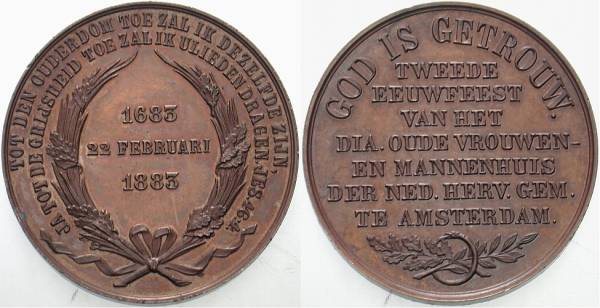 TOT DEN OUDERDOM TOE ZAL IK DEZELFDE ZIJN,
JA TOT DE GRIJSHEID TOE ZAL IK ULIEDEN DRAGEN. JES. 46.4.
1683
22 FEBRUARI
1883
GOD IS GETROUW.
TWEEDE
EEUWFEEST
VAN HET
DIA. OUDE VROUWEN-
EN MANNENHUIS
DER NED. HERV. GEM.
TE AMSTERDAM.